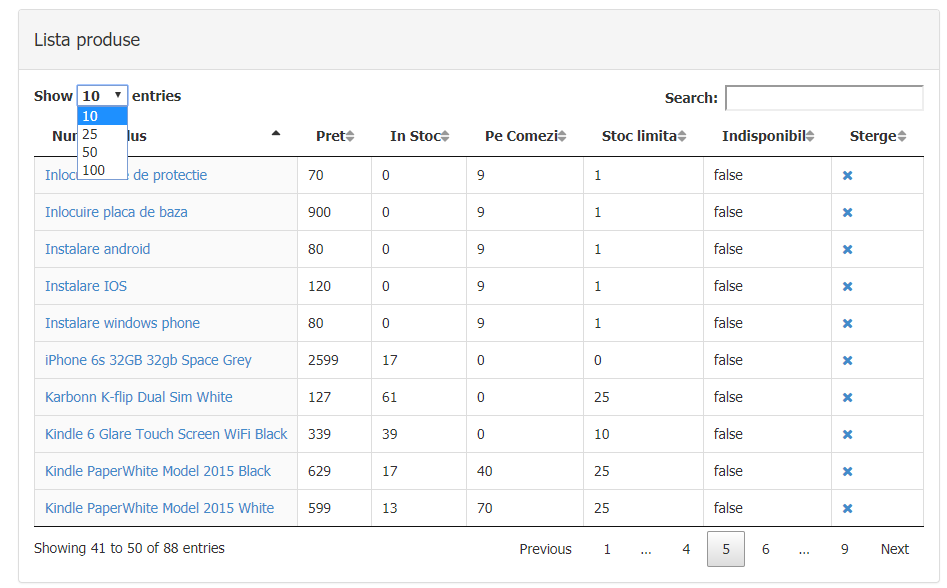 Lista produse
Show 10 entries
Search:
10
25
50
100
Pret In Stoc Pe Comezi Stoc limita Indisponibil Sterge
de protectie 70 0 9 1 false
Inlocuire placa de baza 900 0 9 1 false
Instalare android 80 0 9 1 false
Instalare IOS 120 0 9 1 false
Instalare windows phone 80 0 9 1 false
iPhone 6s 32GB 32gb Space Grey 2599 17 0 0 false
Karbonn K-flip Dual Sim White 127 61 0 25 false
Kindle 6 Glare Touch Screen WiFi Black 339 39 0 10 false
Kindle PaperWhite Model 2015 Black 629 17 40 25 false
Kindle PaperWhite Model 2015 White 599 13 70 25 false
Showing 41 to 50 of 88 entries
Previous 1 ... 4 5 6 ... 9 Next